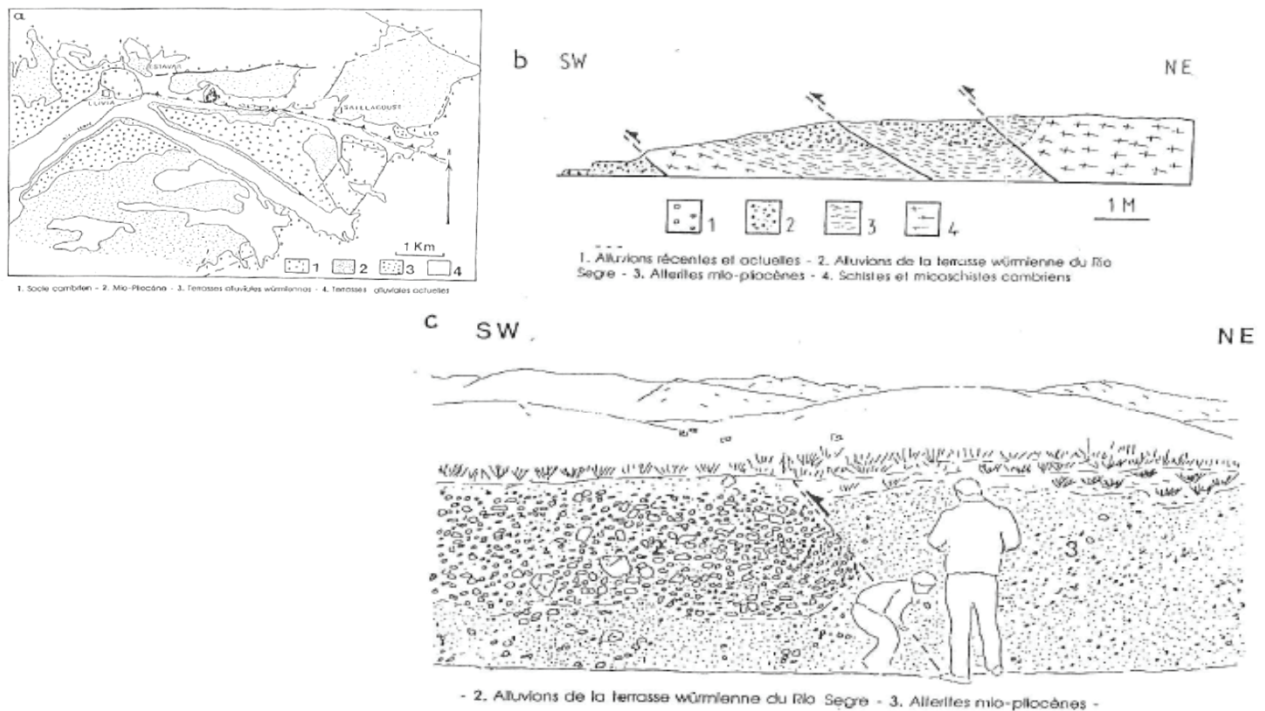 a
ESTAVAR
LLIVIA
SAILLAGOUSE
LLO
1 Km
1 2 3 4
1. Socle cambrien - 2. Mio-Pliocène - 3. Terrasses alluviales würmiennes - 4. Terrasses alluviales actuelles
b SW NE
1 2 3 4
1 M
1. Alluvions récentes et actuelles - 2. Alluvions de la terrasse würmienne du Rio
Segre - 3. Alterites mio-pliocènes - 4. Schistes et micaschistes cambriens
c SW NE
3
- 2. Alluvions de la terrasse würmienne du Rio Segre - 3. Alterites mio-pliocènes -